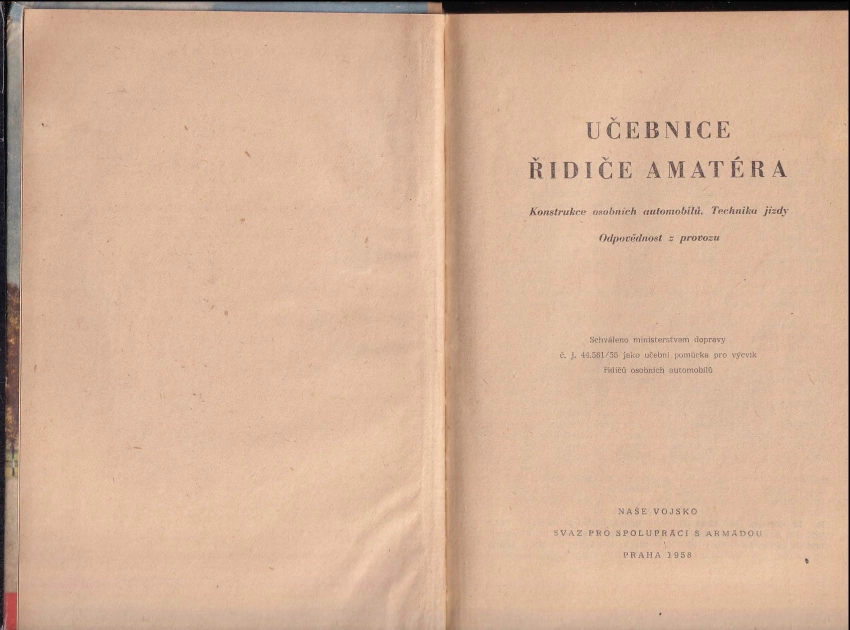 UČEBNICE
ŘIDIČE AMATÉRA
Konstrukce osobních automobilů. Technika jízdy
Odpovědnost z provozu
Schváleno ministerstvem dopravy
č. j. 44.561/56 jako učební pomůcka pro výcvik
řidičů osobních automobilů
NAŠE VOJSKO
SVAZ PRO SPOLUPRÁCI S ARMÁDOU
PRAHA 1958